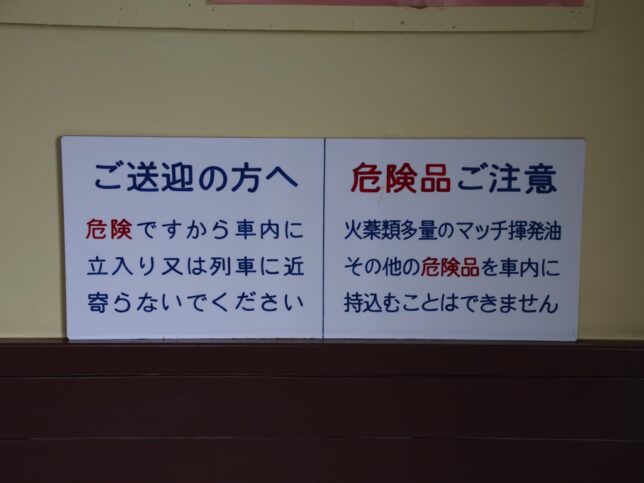 ご送迎の方へ
危険ですから車内に
立入り又は列車に近
寄らないでください
危険品ご注意
火薬類多量のマッチ揮発油
その他の危険品を車内に
持込むことはできません